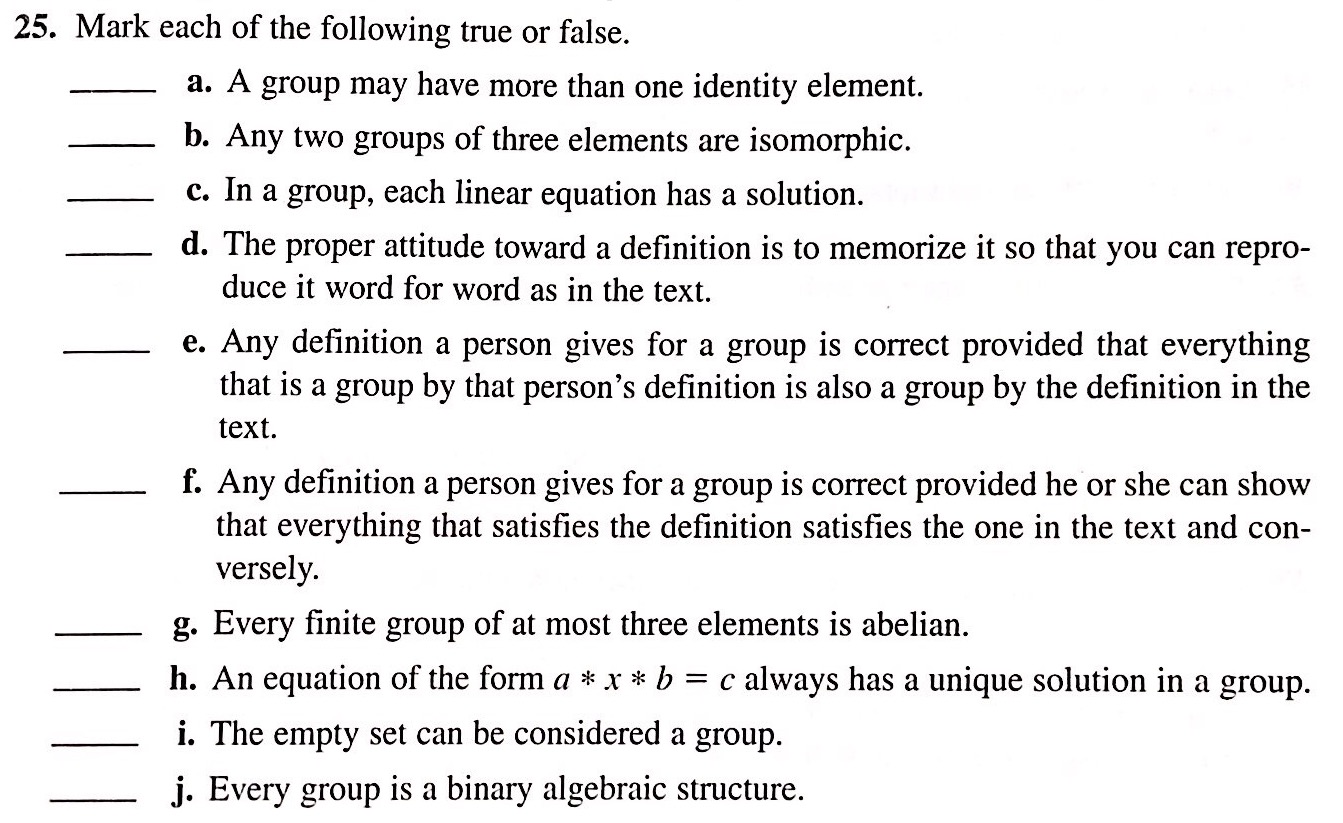 25. Mark each of the following true or false.
_____ a. A group may have more than one identity element.
_____ b. Any two groups of three elements are isomorphic.
_____ c. In a group, each linear equation has a solution.
_____ d. The proper attitude toward a definition is to memorize it so that you can repro-
duce it word for word as in the text.
_____ e. Any definition a person gives for a group is correct provided that everything
that is a group by that person's definition is also a group by the definition in the
text.
_____ f. Any definition a person gives for a group is correct provided he or she can show
that everything that satisfies the definition satisfies the one in the text and con-
versely.
_____ g. Every finite group of at most three elements is abelian.
_____ h. An equation of the form a * x * b = c always has a unique solution in a group.
_____ i. The empty set can be considered a group.
_____ j. Every group is a binary algebraic structure.